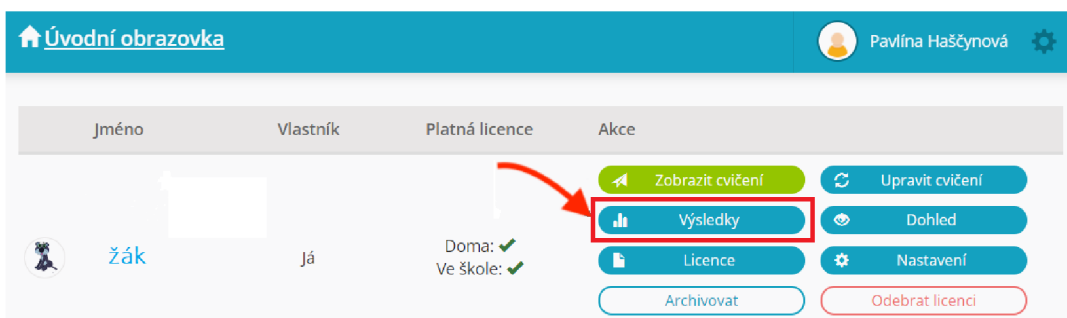 Úvodní obrazovka
Pavlína Haščynová
Jméno Vlastník Platná licence Akce
Zobrazit cvičení Upravit cvičení
Výsledky Dohled
žák Já Doma: ✔
Ve škole: ✔
Licence Nastavení
Archivovat Odebrat licenci